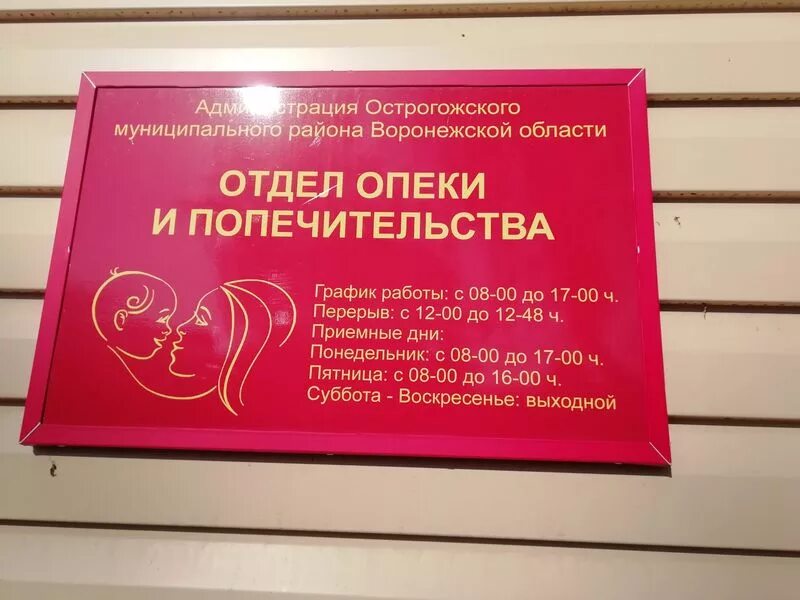 Администрация Острогожского
муниципального района Воронежской области
ОТДЕЛ ОПЕКИ
И ПОПЕЧИТЕЛЬСТВА
График работы: с 08-00 до 17-00 ч.
Перерыв: с 12-00 до 12-48 ч.
Приемные дни:
Понедельник: с 08-00 до 17-00 ч.
Пятница: с 08-00 до 16-00 ч.
Суббота - Воскресенье: выходной